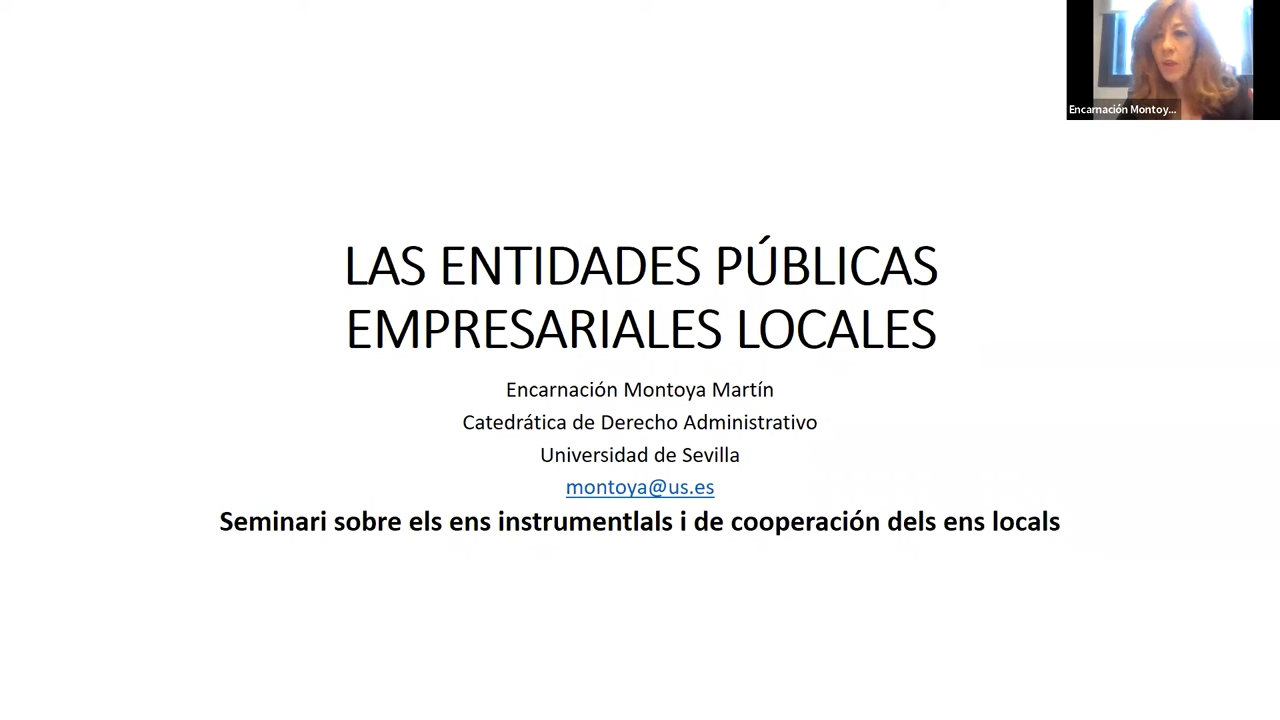 Encarnación Montoy...
LAS ENTIDADES PÚBLICAS
EMPRESARIALES LOCALES
Encarnación Montoya Martín
Catedrática de Derecho Administrativo
Universidad de Sevilla
montoya@us.es
Seminari sobre els ens instrumentlals i de cooperación dels ens locals